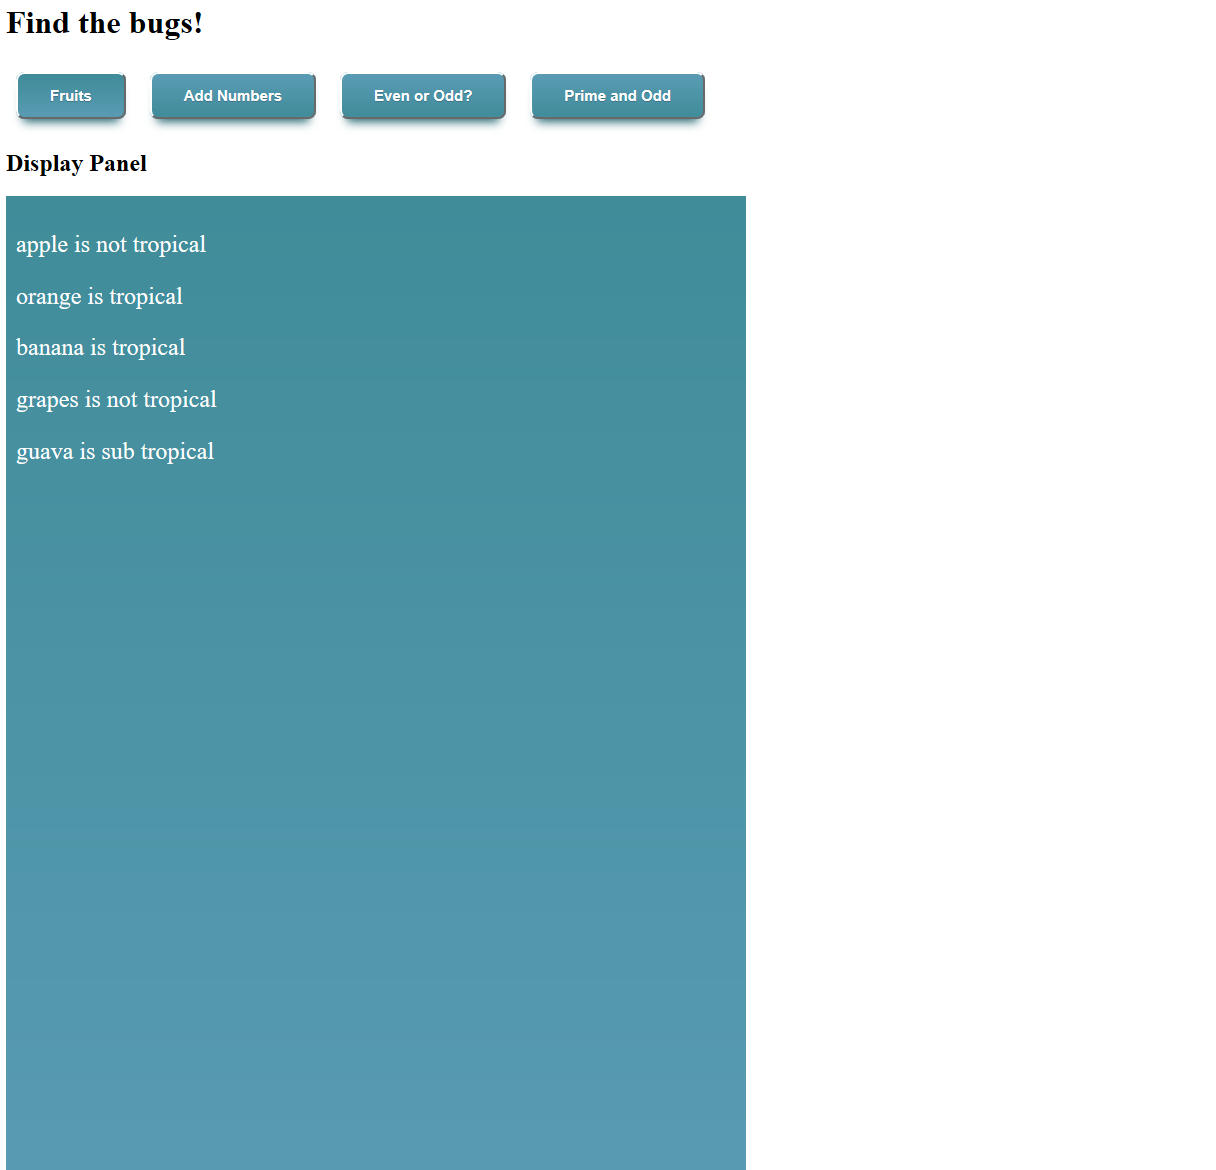 Find the bugs!
Fruits Add Numbers Even or Odd? Prime and Odd
Display Panel
apple is not tropical
orange is tropical
banana is tropical
grapes is not tropical
guava is sub tropical